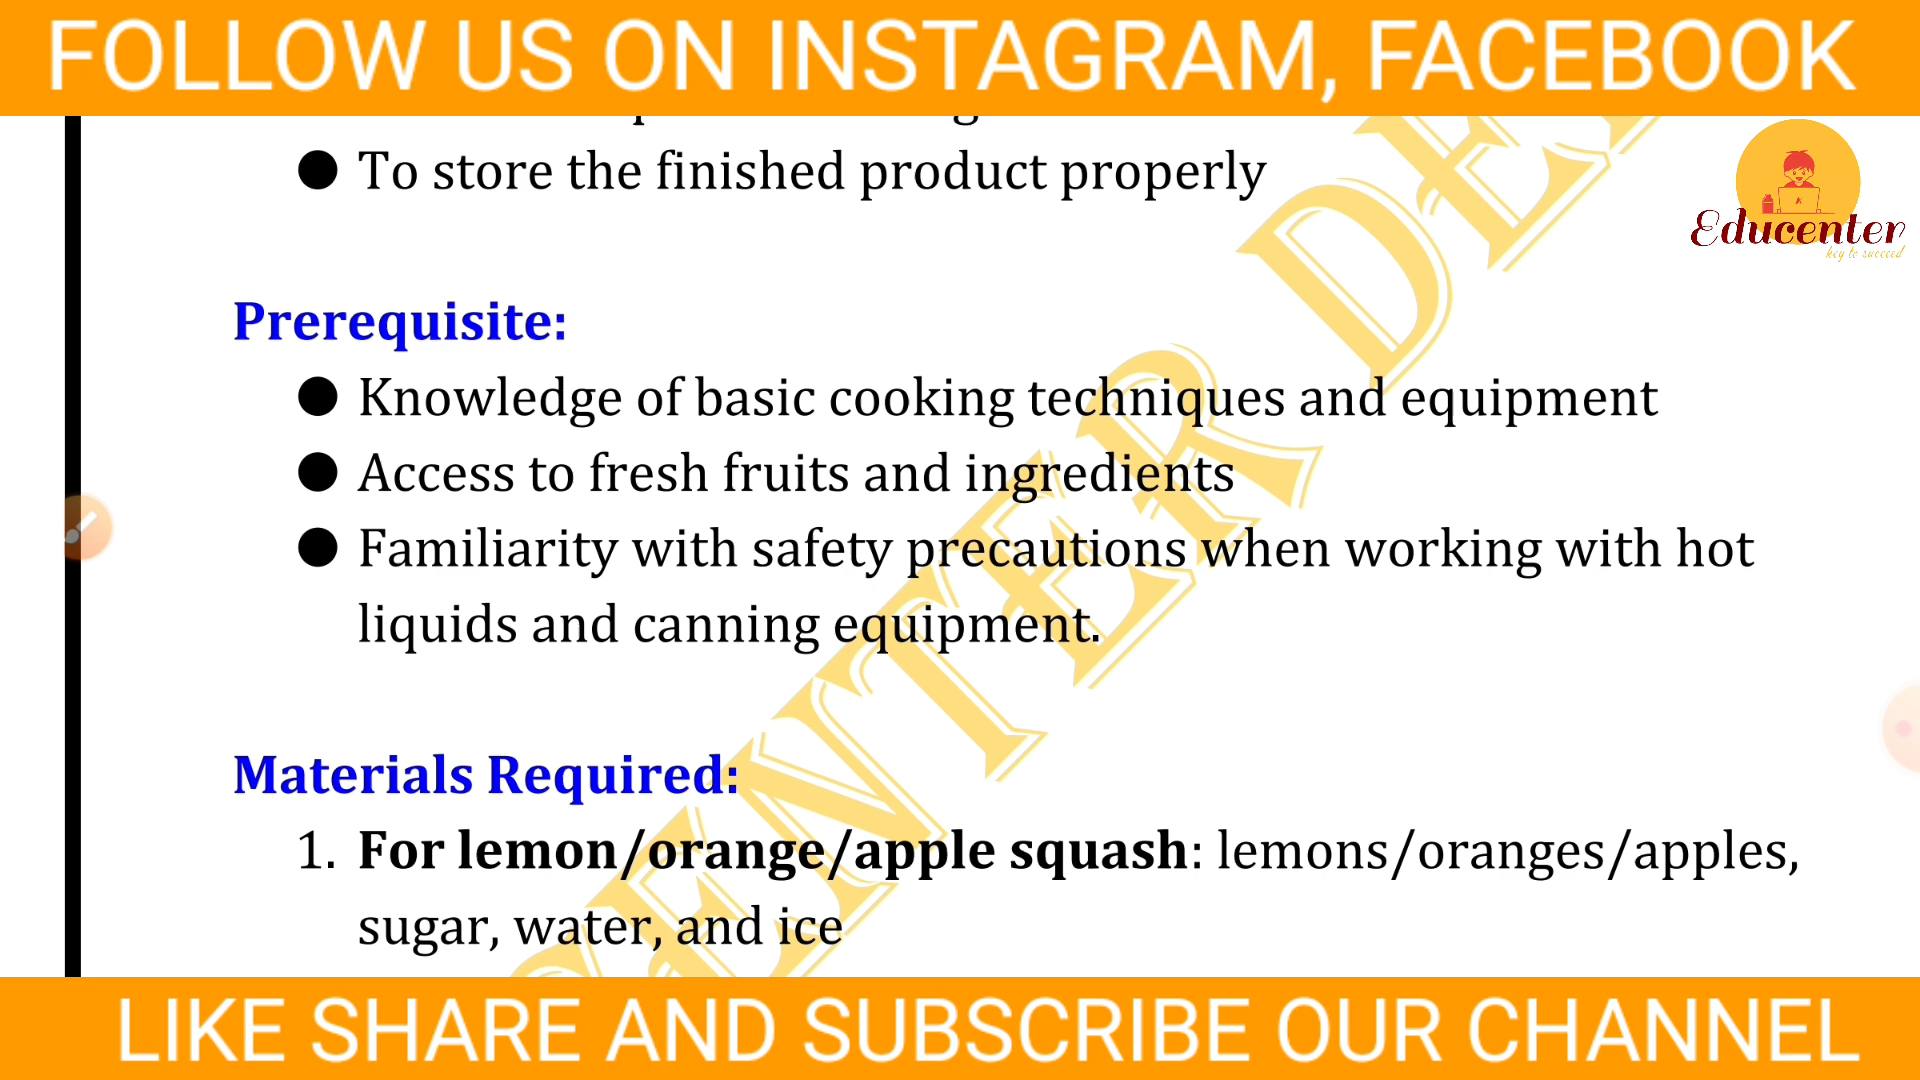 FOLLOW US ON INSTAGRAM, FACEBOOK
● To store the finished product properly
Educenter
key to succeed
Prerequisite:
● Knowledge of basic cooking techniques and equipment
● Access to fresh fruits and ingredients
● Familiarity with safety precautions when working with hot
liquids and canning equipment.
Materials Required:
1. For lemon/orange/apple squash: lemons/oranges/apples,
sugar, water, and ice
LIKE SHARE AND SUBSCRIBE OUR CHANNEL